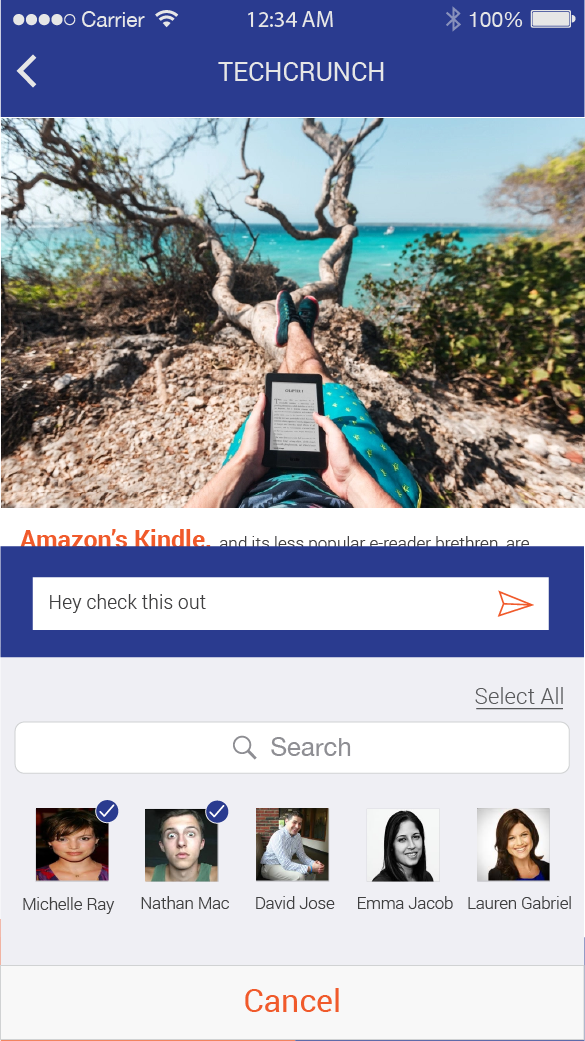 Carrier 12:34 AM 100%
TECHCRUNCH
Amazon's Kindle, and its less popular e-reader brethren, are
Hey check this out
Select All
Search
Michelle Ray Nathan Mac David Jose Emma Jacob Lauren Gabriel
Cancel